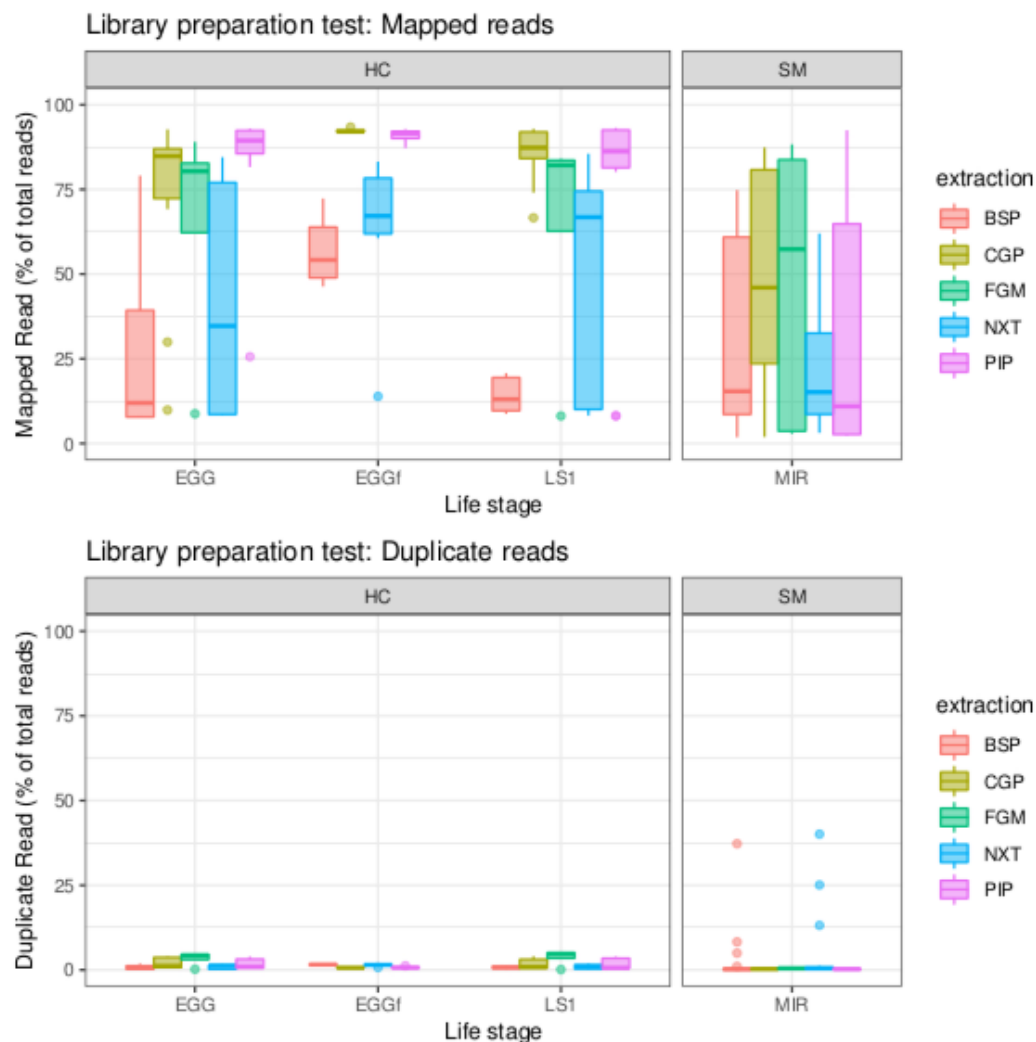 Library preparation test: Mapped reads
HC
SM
Mapped Read (% of total reads)
100
75
50
25
0
EGG
EGGf
LS1
MIR
Life stage
extraction
BSP
CGP
FGM
NXT
PIP
Library preparation test: Duplicate reads
HC
SM
Duplicate Read (% of total reads)
100
75
50
25
0
EGG
EGGf
LS1
MIR
Life stage
extraction
BSP
CGP
FGM
NXT
PIP